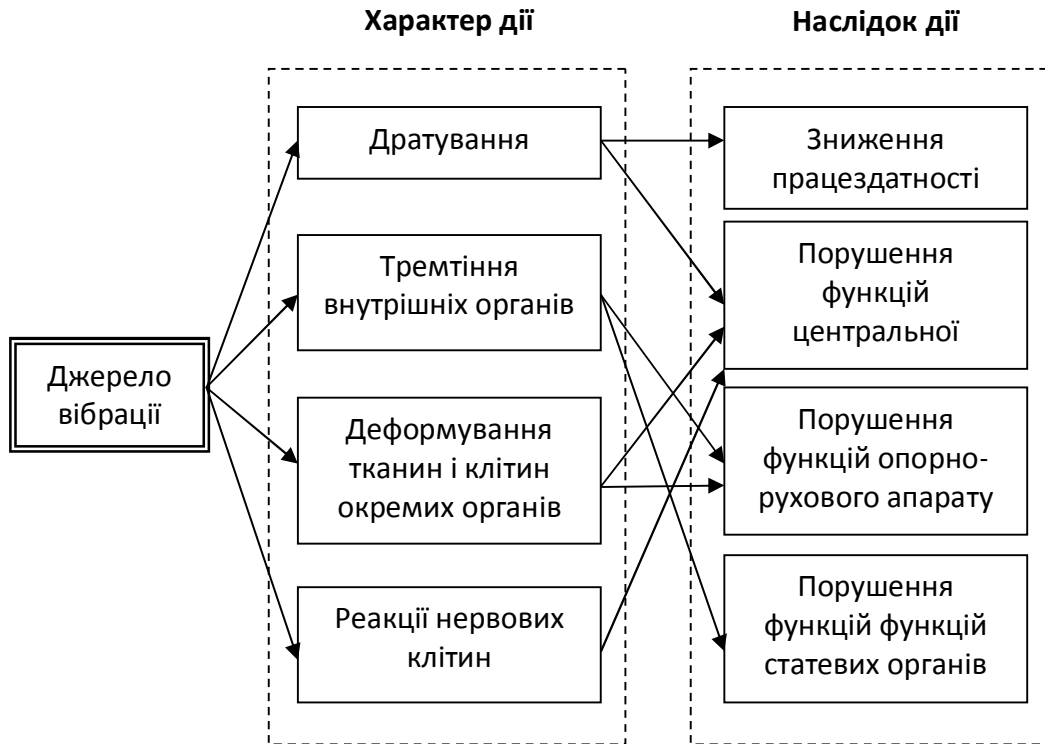 Характер дії
Наслідок дії
Джерело
вібрації
Дратування
Тремтіння
внутрішніх органів
Деформування
тканин і клітин
окремих органів
Реакції нервових
клітин
Зниження
працездатності
Порушення
функцій
центральної
Порушення
функцій опорно-
рухового апарату
Порушення
функцій функцій
статевих органів